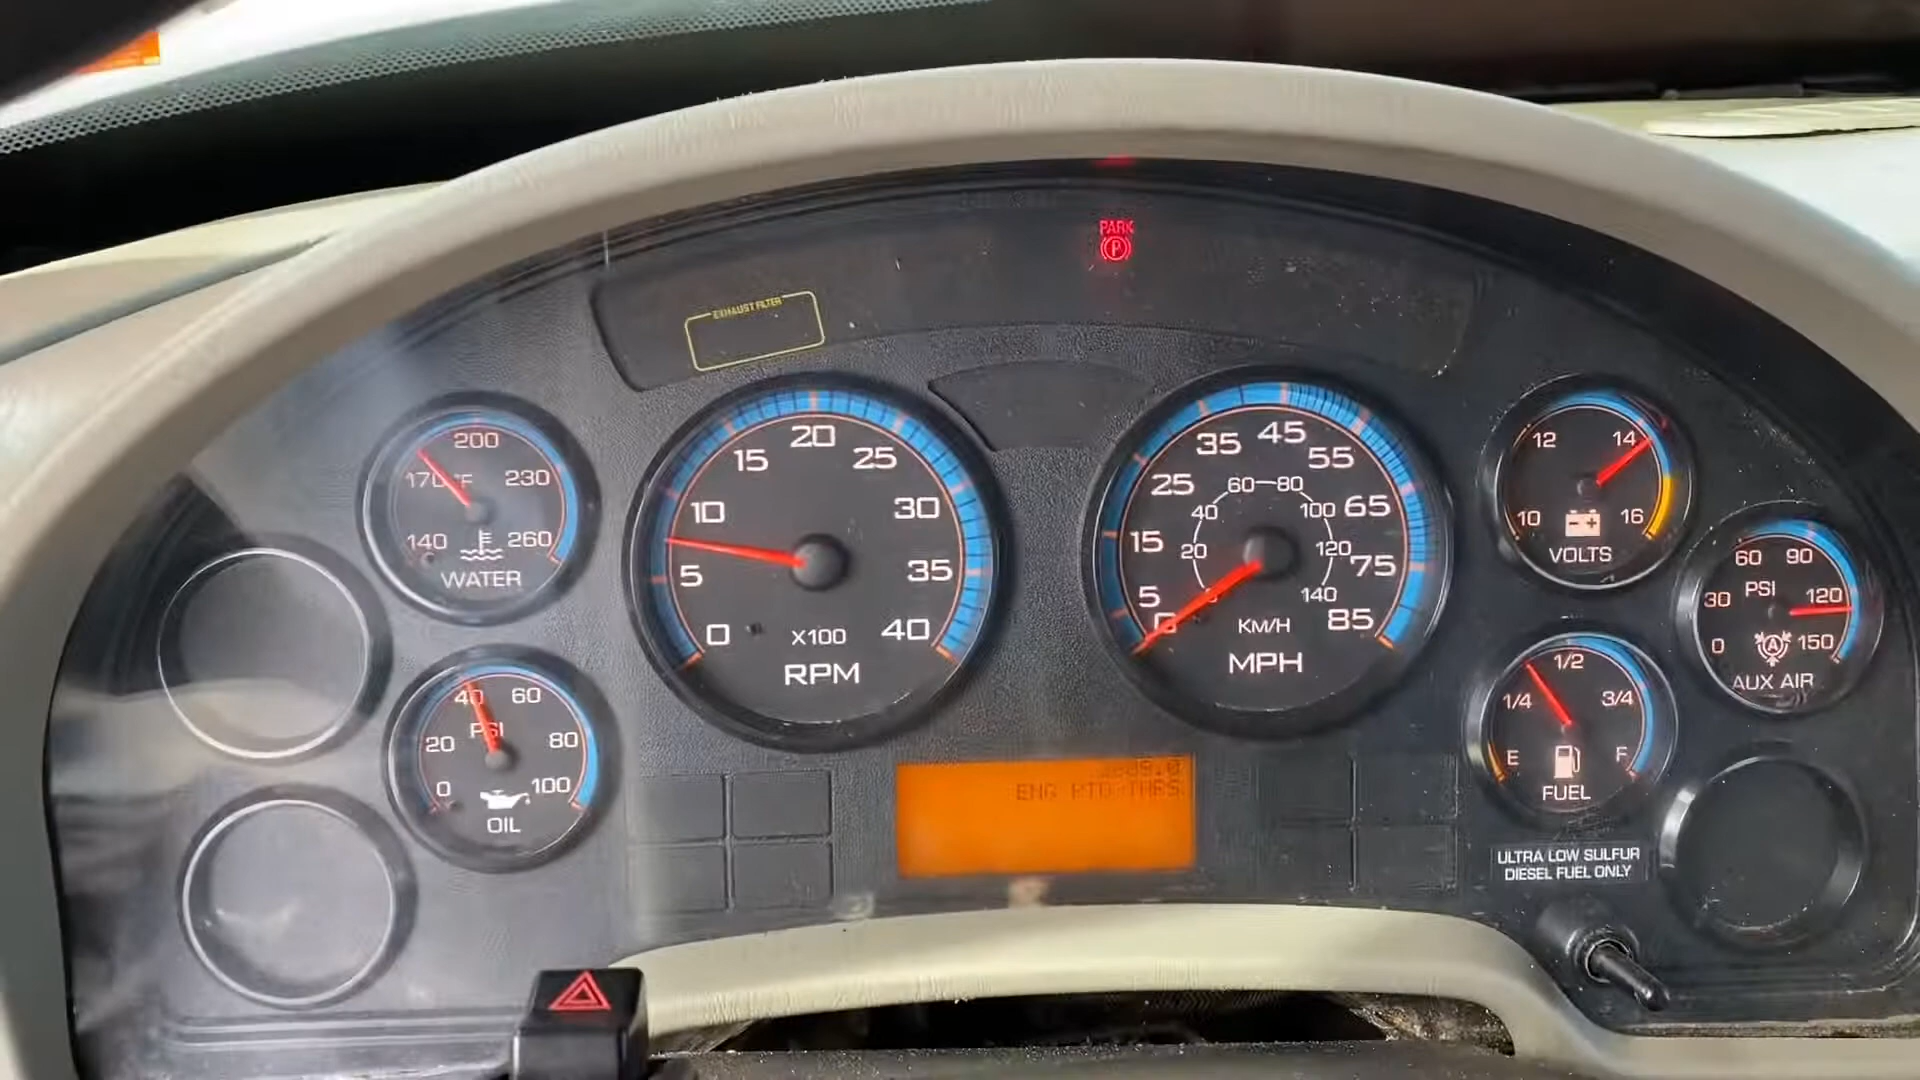 PARK
P
EXHAUST FILTER
140 170 200 230 260
°F
WATER
0 20 40 60 80 100
PSI
OIL
0 5 10 15 20 25 30 35 40
X100
RPM
0 5 15 25 35 45 55 65 75 85
20 40 60 80 100 120 140
KM/H
MPH
10 12 14 16
VOLTS
0 30 60 90 120 150
PSI
A
AUX AIR
E 1/4 1/2 3/4 F
FUEL
ENG PTO HRS
ULTRA LOW SULFUR
DIESEL FUEL ONLY